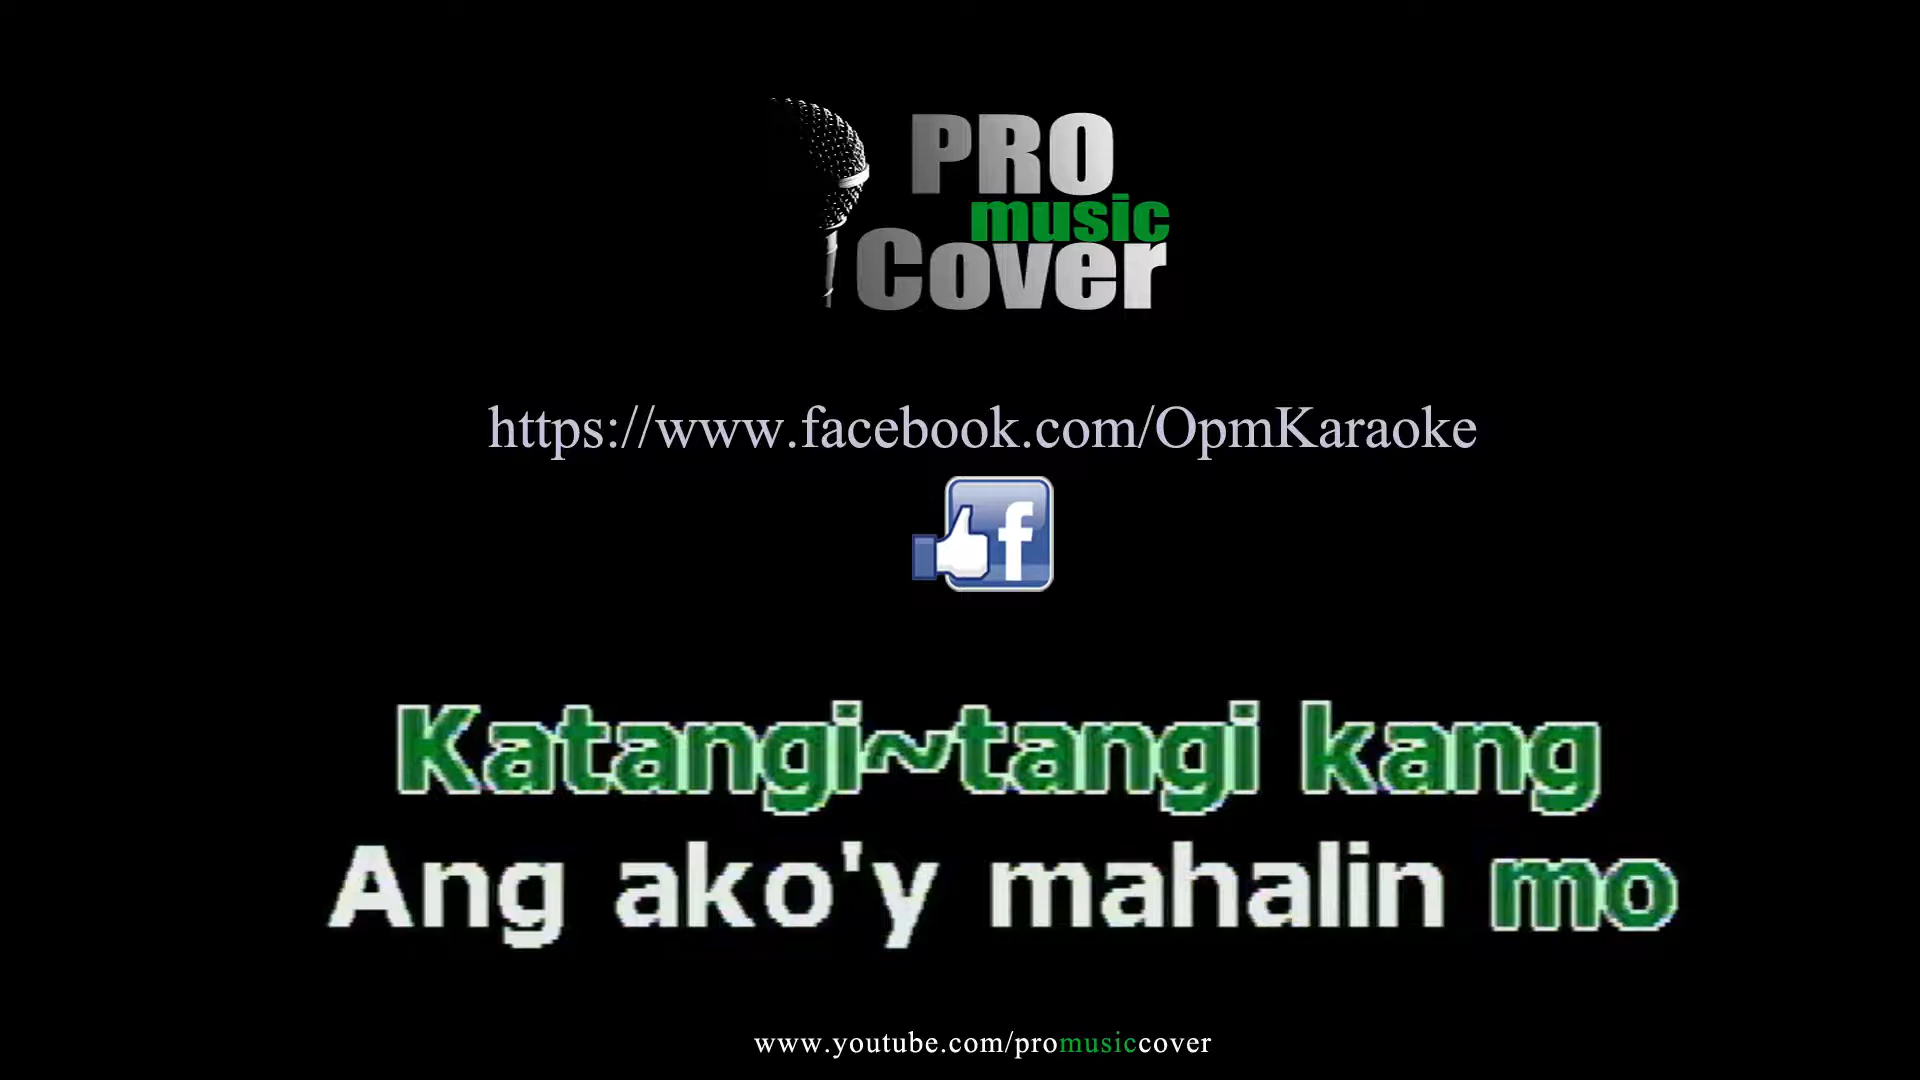 PRO
music
Cover
https://www.facebook.com/OpmKaraoke
f
Katangi~tangi kang
Ang ako'y mahalin mo
www.youtube.com/promusiccover